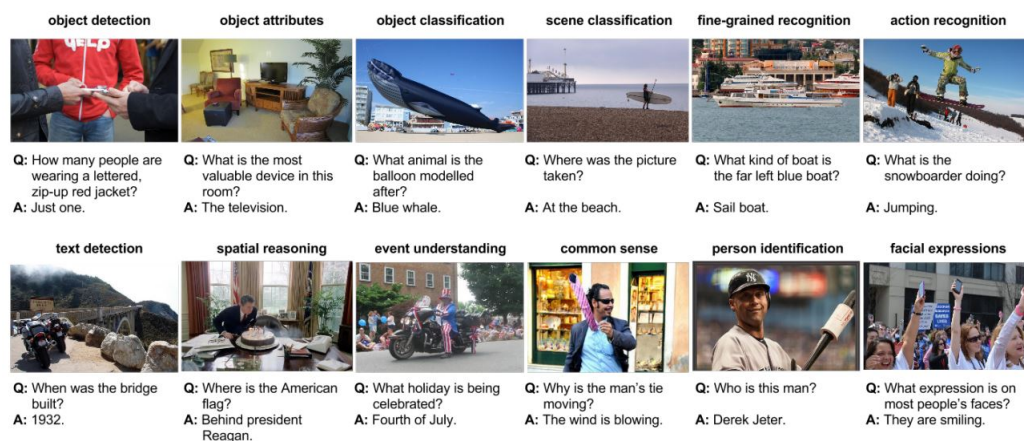 object detection
object attributes
object classification
scene classification
fine-grained recognition
action recognition
Q: How many people are
wearing a lettered,
zip-up red jacket?
A: Just one.
Q: What is the most
valuable device in this
room?
A: The television.
Q: What animal is the
balloon modelled
after?
A: Blue whale.
Q: Where was the picture
taken?
A: At the beach.
Q: What kind of boat is
the far left blue boat?
A: Sail boat.
Q: What is the
snowboarder doing?
A: Jumping.
text detection
spatial reasoning
event understanding
common sense
person identification
facial expressions
Q: When was the bridge
built?
A: 1932.
Q: Where is the American
flag?
A: Behind president
Reagan.
Q: What holiday is being
celebrated?
A: Fourth of July.
Q: Why is the man's tie
moving?
A: The wind is blowing.
Q: Who is this man?
A: Derek Jeter.
Q: What expression is on
most people's faces?
A: They are smiling.